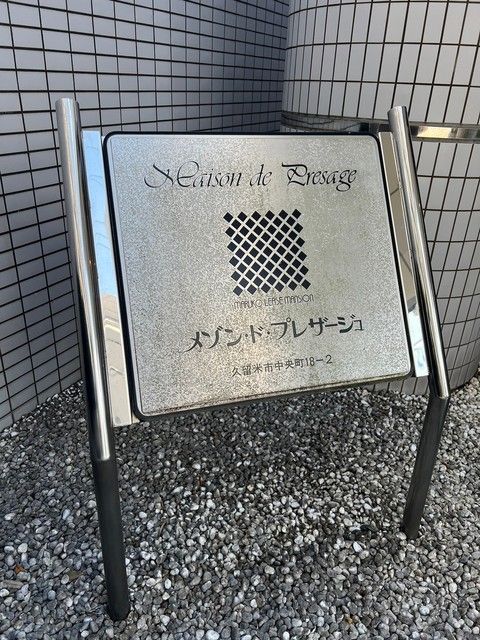 Maison de Presage
MARUKO LEASE MANSION
メゾン・ド・プレザージュ
久留米市中央町18-2